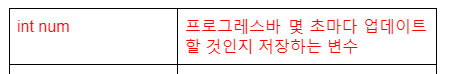 int num
프로그레스바 몇 초마다 업데이트
할 것인지 저장하는 변수